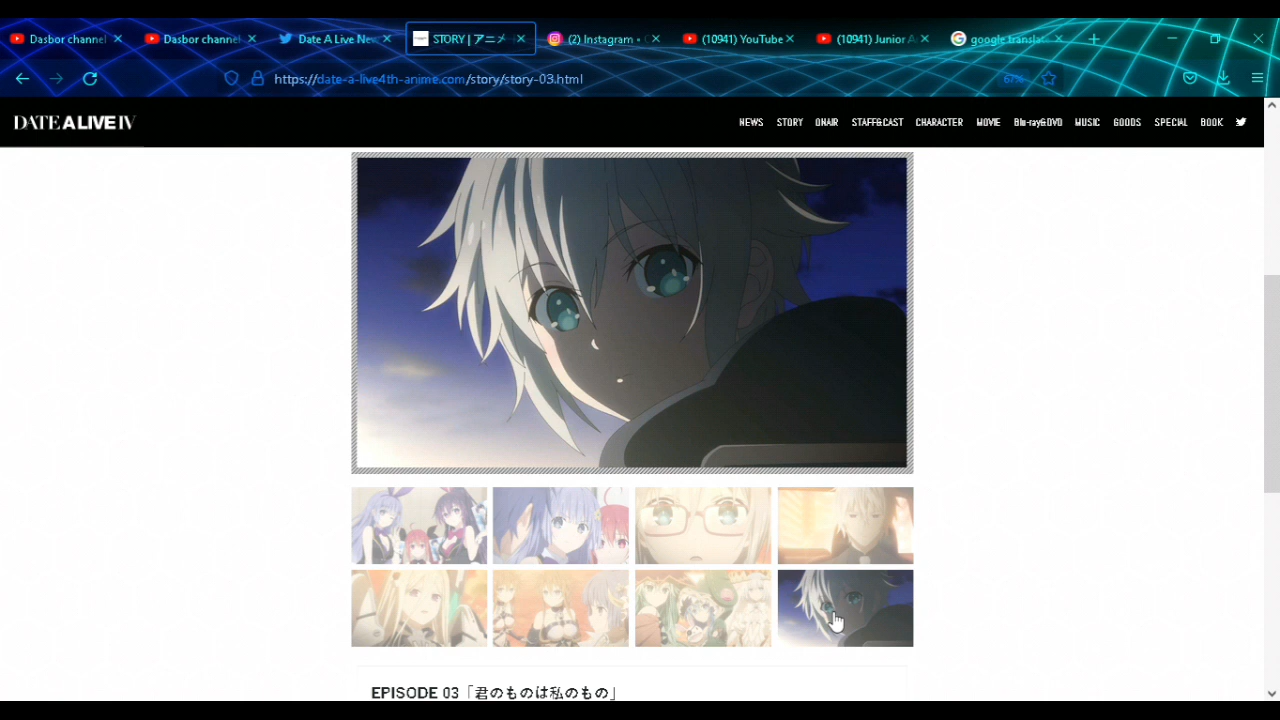 Dasbor channel
Dasbor channel
Date A Live New
STORY | アニメ
(2) Instagram •
(10941) YouTube
(10941) Junior A
google translat
https://date-a-live4th-anime.com/story/story-03.html
67%
DATE A LIVE IV
NEWS STORY ONAIR STAFF&CAST CHARACTER MOVIE Blu-ray&DVD MUSIC GOODS SPECIAL BOOK
EPISODE 03「君のものは私のもの」